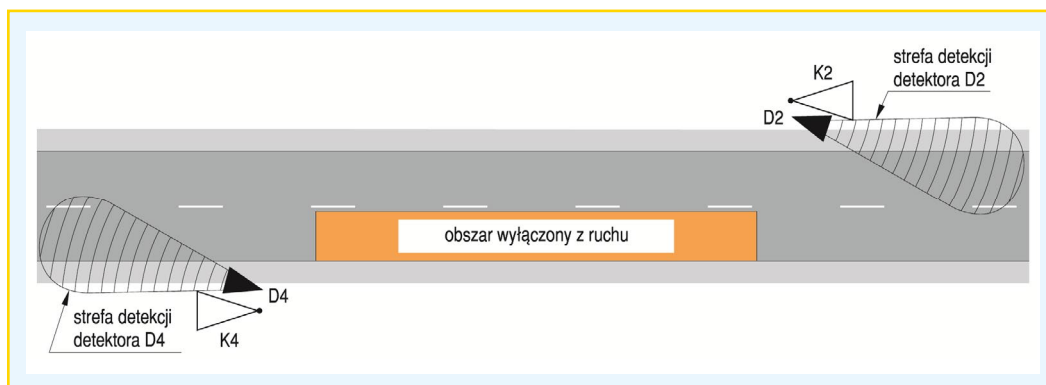 strefa detekcji
detektora D2
K2
D2
obszar wyłączony z ruchu
D4
K4
strefa detekcji
detektora D4